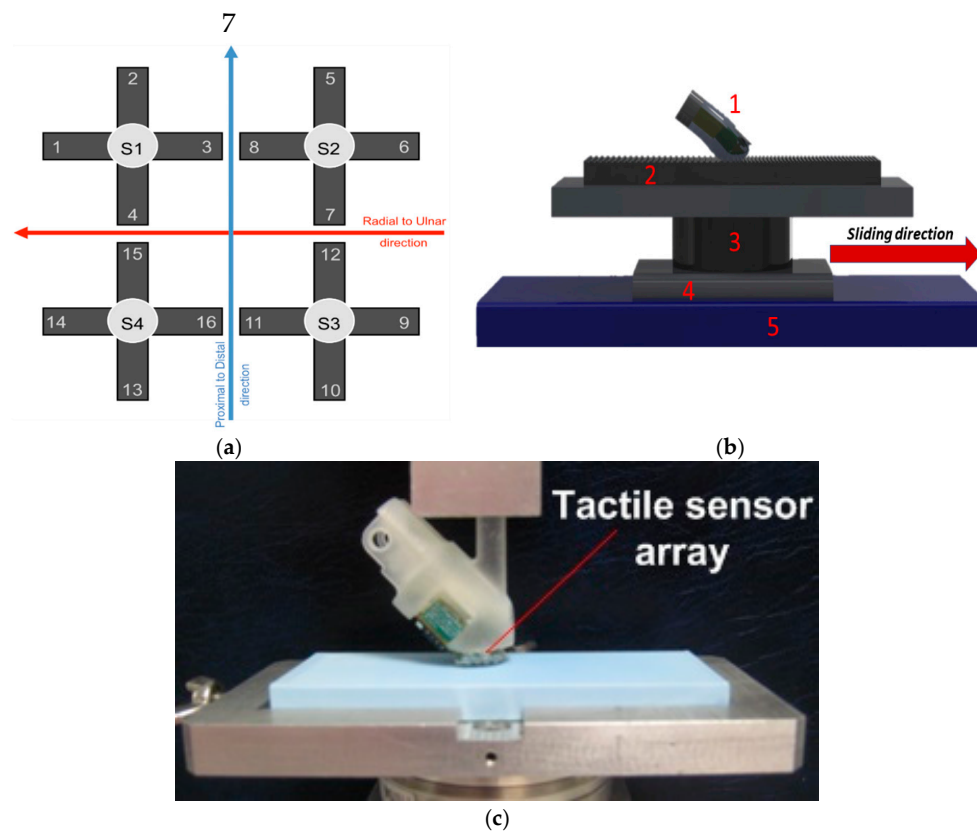 7
2
5
1
S1
3
8
S2
6
4
7
Radial to Ulnar
direction
15
12
14
S4
16
11
S3
9
13
10
Proximal to Distal
direction
(a)
1
2
3
Sliding direction
4
5
(b)
Tactile sensor
array
(c)